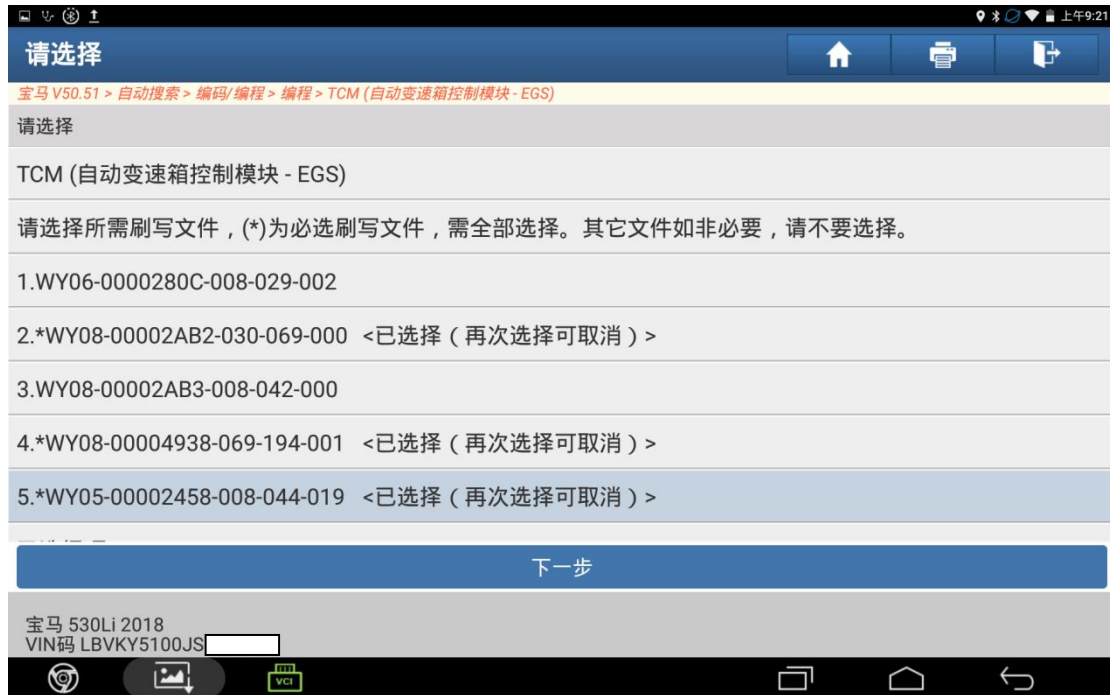 上午9:21
请选择
宝马 V50.51 > 自动搜索 > 编码/编程 > 编程 > TCM (自动变速箱控制模块 - EGS)
请选择
TCM (自动变速箱控制模块 - EGS)
请选择所需刷写文件，(*)为必选刷写文件，需全部选择。其它文件如非必要，请不要选择。
1.WY06-0000280C-008-029-002
2.*WY08-00002AB2-030-069-000 <已选择（再次选择可取消）>
3.WY08-00002AB3-008-042-000
4.*WY08-00004938-069-194-001 <已选择（再次选择可取消）>
5.*WY05-00002458-008-044-019 <已选择（再次选择可取消）>
下一步
宝马 530Li 2018
VIN码 LBVKY5100JS
VCI